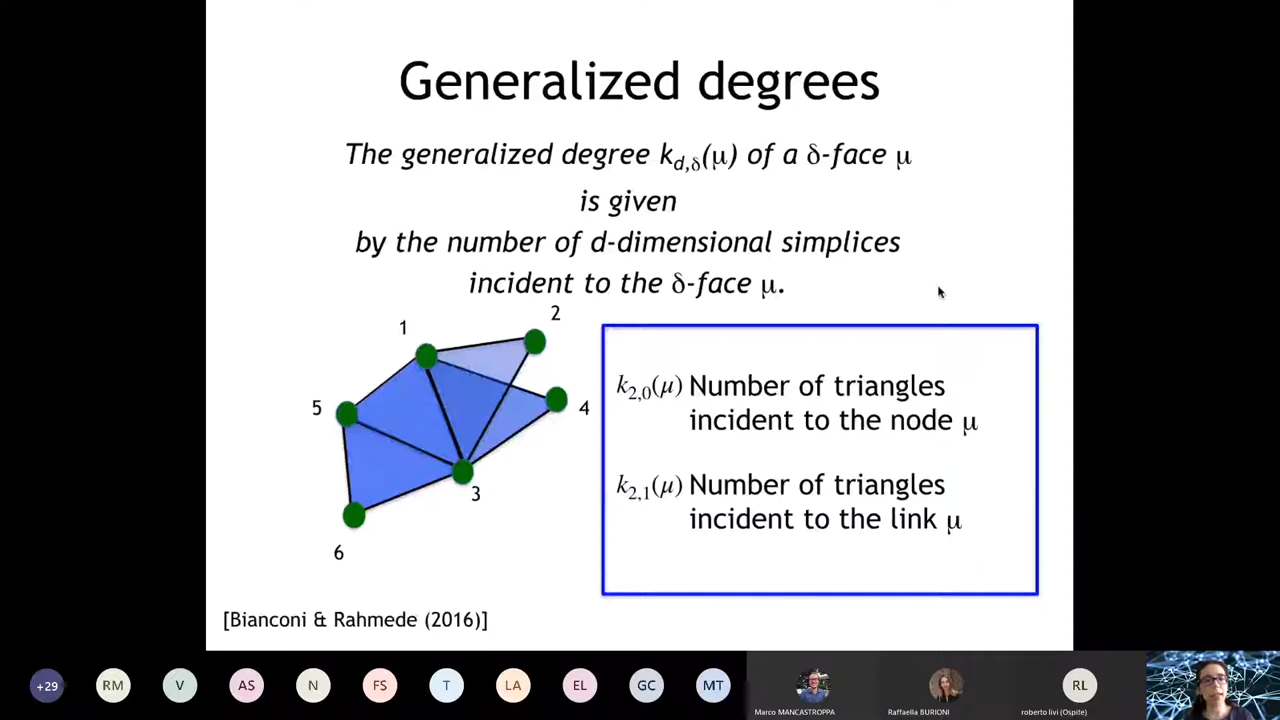 Generalized degrees
The generalized degree k_{d,δ}(μ) of a δ-face μ
is given
by the number of d-dimensional simplices
incident to the δ-face μ.
1
2
5
4
3
6
k_{2,0}(μ) Number of triangles
incident to the node μ
k_{2,1}(μ) Number of triangles
incident to the link μ
[Bianconi & Rahmede (2016)]
+29
RM
V
AS
N
FS
T
LA
EL
GC
MT
RL
Marco MANCASTROPPA
Raffaella BURIONI
roberto livi (Ospite)